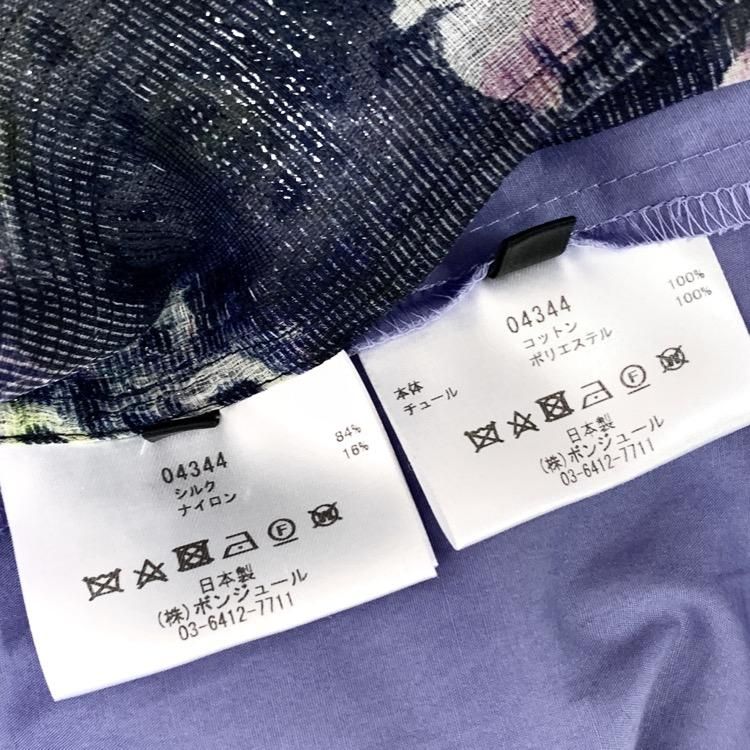 04344
シルク 84%
ナイロン 16%
F W
日本製
(株)ボンジュール
03-6412-7711
04344
本体 コットン 100%
チュール ポリエステル 100%
F W
日本製
(株)ボンジュール
03-6412-7711